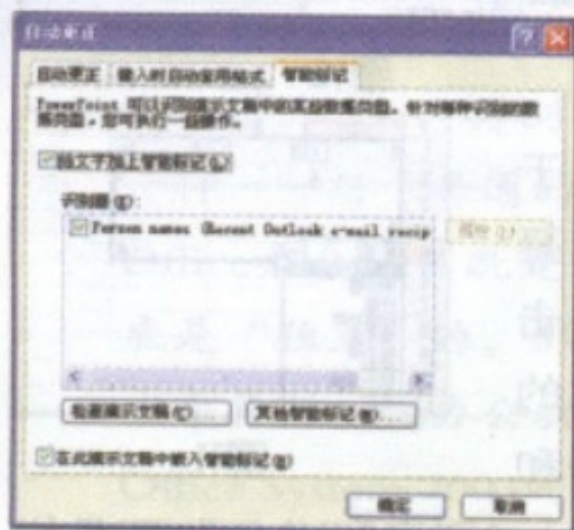 自动更正
自动更正 键入时自动套用格式 智能标记
PowerPoint 可以识别演示文稿中的某些数据类型。针对每种识别的数
据类型,您可执行一些操作。
给文字加上智能标记(L)
识别器(R):
Person names (Recent Outlook e-mail recip 属性(P)...
检查演示文稿(C)... 其他智能标记(M)...
在此演示文稿中嵌入智能标记(E)
确定 取消